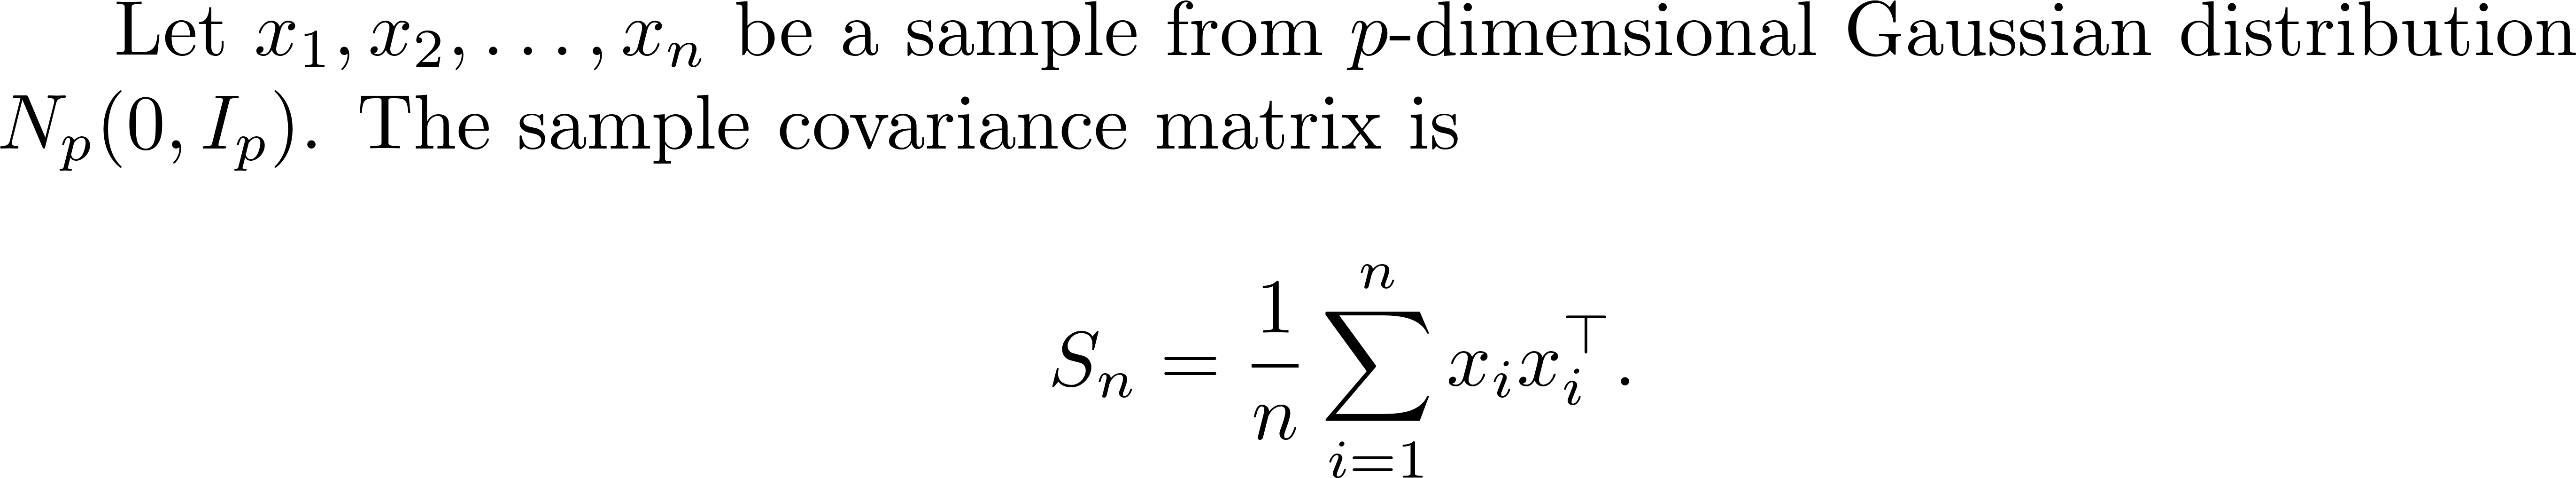 Let $x_1, x_2, \ldots, x_n$ be a sample from $p$-dimensional Gaussian distribution
$N_p(0, I_p)$. The sample covariance matrix is
$$S_n = \frac{1}{n} \sum_{i=1}^{n} x_i x_i^\top.$$